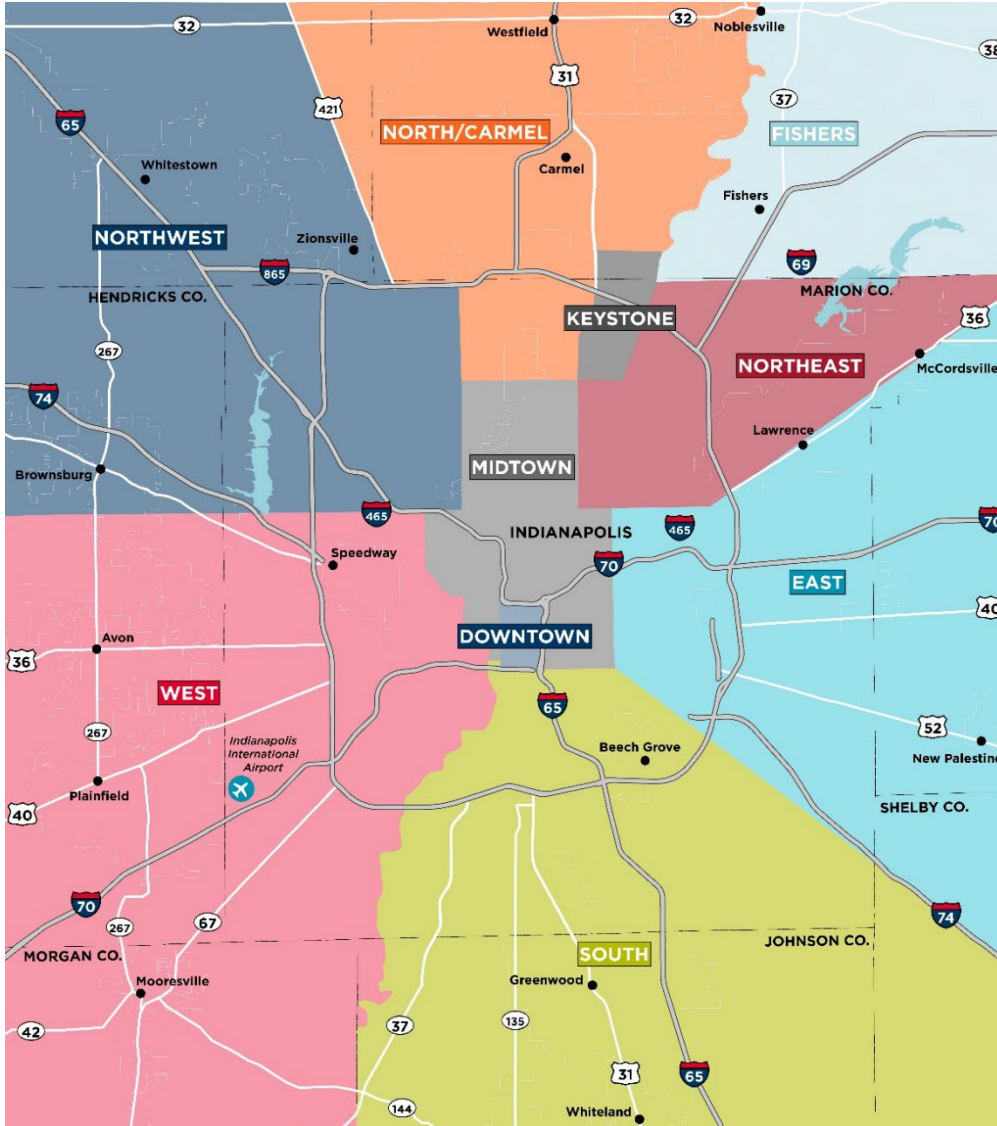 32
Westfield
32
Noblesville
38
31
65
421
37
NORTH/CARMEL
FISHERS
Whitestown
Carmel
Fishers
NORTHWEST
Zionsville
865
69
HENDRICKS CO.
MARION CO.
KEYSTONE
36
267
NORTHEAST
McCordsville
74
Lawrence
Brownsburg
MIDTOWN
465
INDIANAPOLIS
465
70
Speedway
70
EAST
40
DOWNTOWN
Avon
36
WEST
65
52
267
Indianapolis
International
Airport
Beech Grove
New Palestine
Plainfield
40
SHELBY CO.
70
267
67
74
MORGAN CO.
SOUTH
JOHNSON CO.
Mooresville
Greenwood
42
37
135
31
65
144
Whiteland